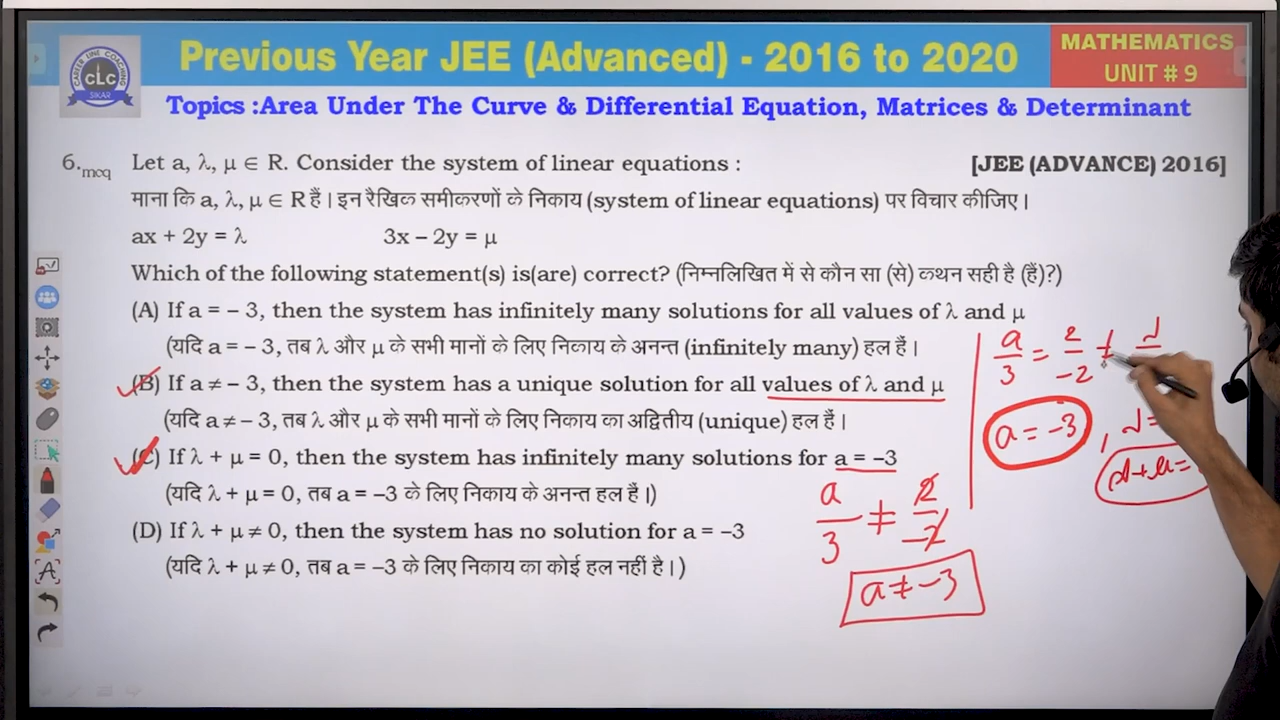 CAREER LINE COACHING
CLC
SIKAR
Previous Year JEE (Advanced) - 2016 to 2020
MATHEMATICS
UNIT # 9
Topics :Area Under The Curve & Differential Equation, Matrices & Determinant
6.mcq Let a, λ, μ ∈ R. Consider the system of linear equations : [JEE (ADVANCE) 2016]
माना कि a, λ, μ ∈ R हैं। इन रैखिक समीकरणों के निकाय (system of linear equations) पर विचार कीजिए।
ax + 2y = λ 3x – 2y = μ
Which of the following statement(s) is(are) correct? (निम्नलिखित में से कौन सा (से) कथन सही है (हैं)?)
(A) If a = – 3, then the system has infinitely many solutions for all values of λ and μ
(यदि a = – 3, तब λ और μ के सभी मानों के लिए निकाय के अनन्त (infinitely many) हल हैं।
(B) If a ≠ – 3, then the system has a unique solution for all values of λ and μ
(यदि a ≠ – 3, तब λ और μ के सभी मानों के लिए निकाय का अद्वितीय (unique) हल हैं।
(C) If λ + μ = 0, then the system has infinitely many solutions for a = –3
(यदि λ + μ = 0, तब a = –3 के लिए निकाय के अनन्त हल हैं।)
(D) If λ + μ ≠ 0, then the system has no solution for a = –3
(यदि λ + μ ≠ 0, तब a = –3 के लिए निकाय का कोई हल नहीं है।)
a/3 = 2/-2 ≠ λ
a = -3 , λ=
λ+μ=
a/3 ≠ 2/-2
a ≠ -3
A